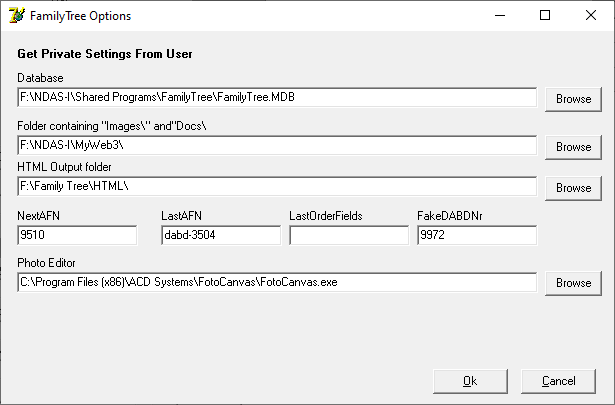 FamilyTree Options
Get Private Settings From User
Database
F:\NDAS-I\Shared Programs\FamilyTree\FamilyTree.MDB
Browse
Folder containing "Images\" and"Docs\
F:\NDAS-I\MyWeb3\
Browse
HTML Output folder
F:\Family Tree\HTML\
Browse
NextAFN LastAFN LastOrderFields FakeDABDNr
9510 dabd-3504 9972
Photo Editor
C:\Program Files (x86)\ACD Systems\FotoCanvas\FotoCanvas.exe
Browse
Ok Cancel